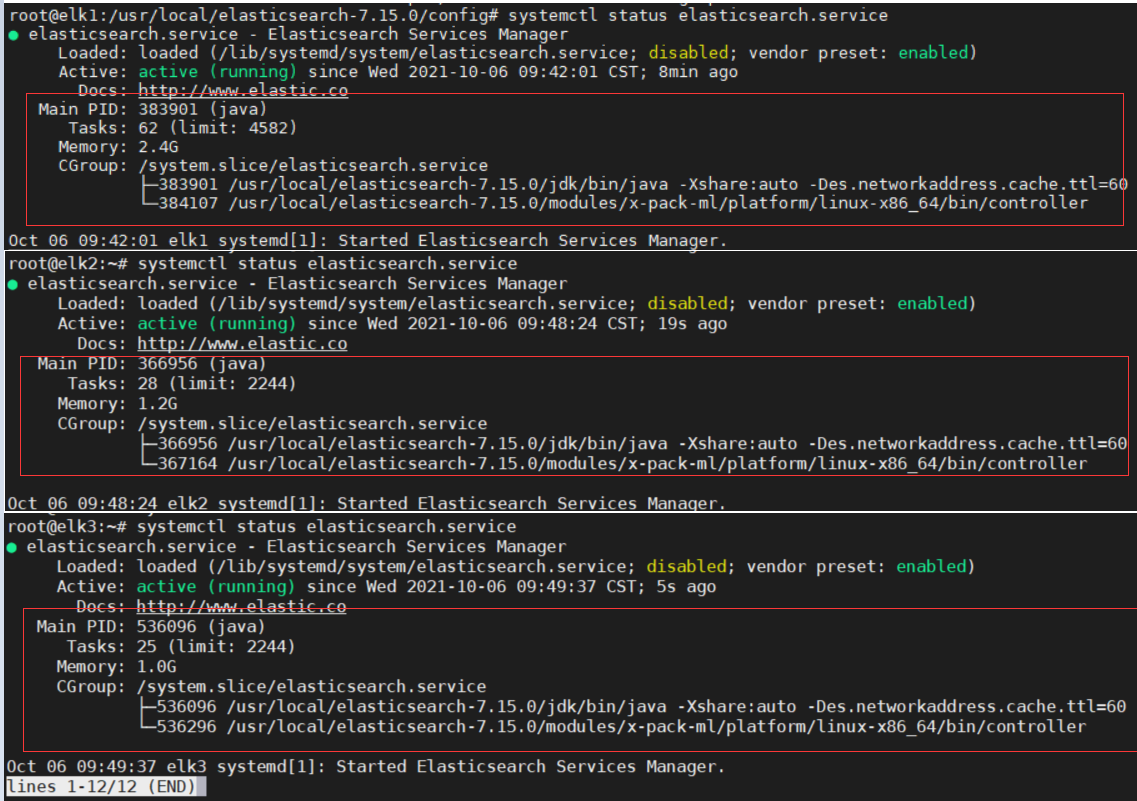 root@elk1:/usr/local/elasticsearch-7.15.0/config# systemctl status elasticsearch.service
● elasticsearch.service - Elasticsearch Services Manager
Loaded: loaded (/lib/systemd/system/elasticsearch.service; disabled; vendor preset: enabled)
Active: active (running) since Wed 2021-10-06 09:42:01 CST; 8min ago
Docs: http://www.elastic.co
Main PID: 383901 (java)
Tasks: 62 (limit: 4582)
Memory: 2.4G
CGroup: /system.slice/elasticsearch.service
├─383901 /usr/local/elasticsearch-7.15.0/jdk/bin/java -Xshare:auto -Des.networkaddress.cache.ttl=60
└─384107 /usr/local/elasticsearch-7.15.0/modules/x-pack-ml/platform/linux-x86_64/bin/controller
Oct 06 09:42:01 elk1 systemd[1]: Started Elasticsearch Services Manager.
root@elk2:~# systemctl status elasticsearch.service
● elasticsearch.service - Elasticsearch Services Manager
Loaded: loaded (/lib/systemd/system/elasticsearch.service; disabled; vendor preset: enabled)
Active: active (running) since Wed 2021-10-06 09:48:24 CST; 19s ago
Docs: http://www.elastic.co
Main PID: 366956 (java)
Tasks: 28 (limit: 2244)
Memory: 1.2G
CGroup: /system.slice/elasticsearch.service
├─366956 /usr/local/elasticsearch-7.15.0/jdk/bin/java -Xshare:auto -Des.networkaddress.cache.ttl=60
└─367164 /usr/local/elasticsearch-7.15.0/modules/x-pack-ml/platform/linux-x86_64/bin/controller
Oct 06 09:48:24 elk2 systemd[1]: Started Elasticsearch Services Manager.
root@elk3:~# systemctl status elasticsearch.service
● elasticsearch.service - Elasticsearch Services Manager
Loaded: loaded (/lib/systemd/system/elasticsearch.service; disabled; vendor preset: enabled)
Active: active (running) since Wed 2021-10-06 09:49:37 CST; 5s ago
Docs: http://www.elastic.co
Main PID: 536096 (java)
Tasks: 25 (limit: 2244)
Memory: 1.0G
CGroup: /system.slice/elasticsearch.service
├─536096 /usr/local/elasticsearch-7.15.0/jdk/bin/java -Xshare:auto -Des.networkaddress.cache.ttl=60
└─536296 /usr/local/elasticsearch-7.15.0/modules/x-pack-ml/platform/linux-x86_64/bin/controller
Oct 06 09:49:37 elk3 systemd[1]: Started Elasticsearch Services Manager.
lines 1-12/12 (END)